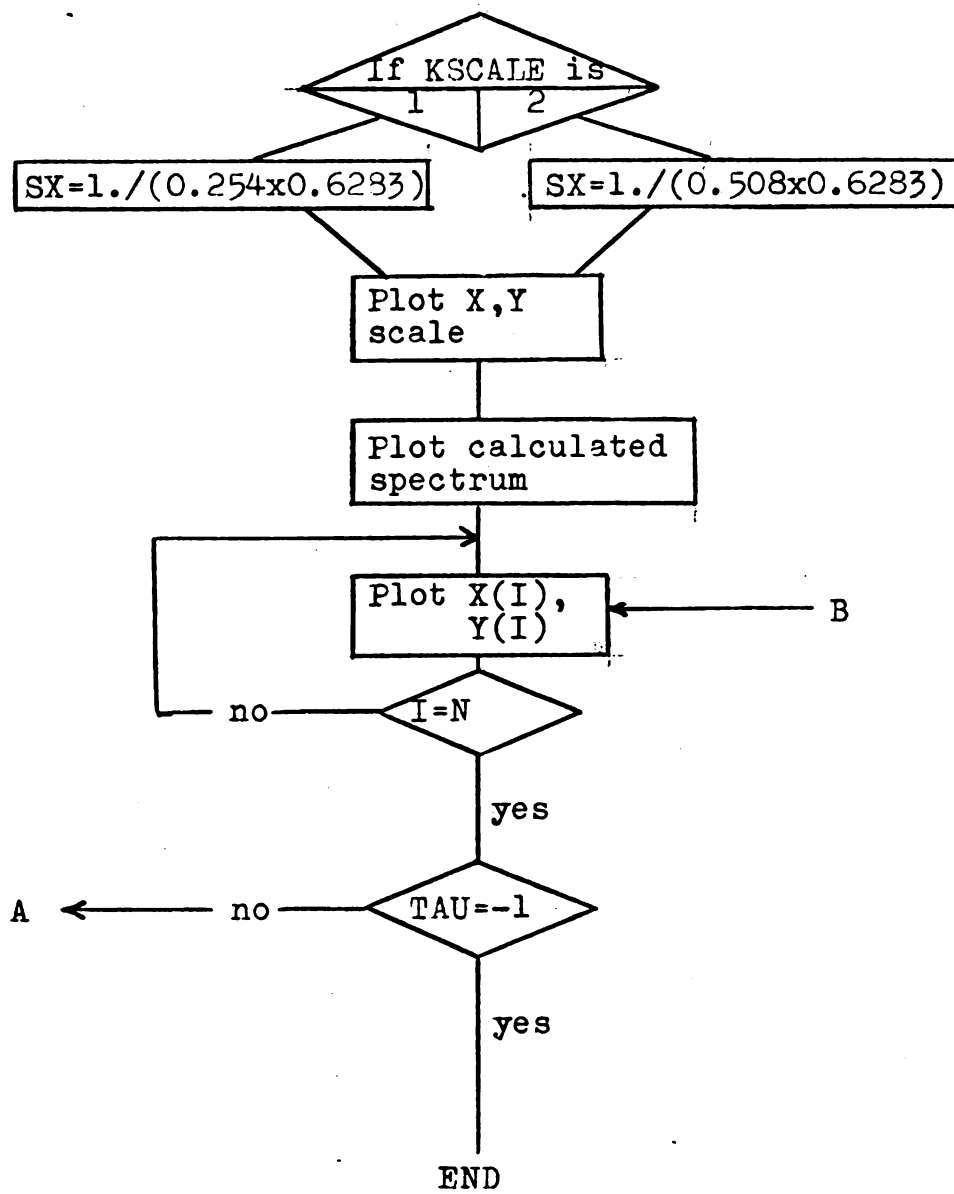 If KSCALE is
1 2
SX=1./(0.254x0.6283)
SX=1./(0.508x0.6283)
Plot X,Y
scale
Plot calculated
spectrum
Plot X(I),
Y(I)
B
no
I=N
yes
A
no
TAU=-1
yes
END